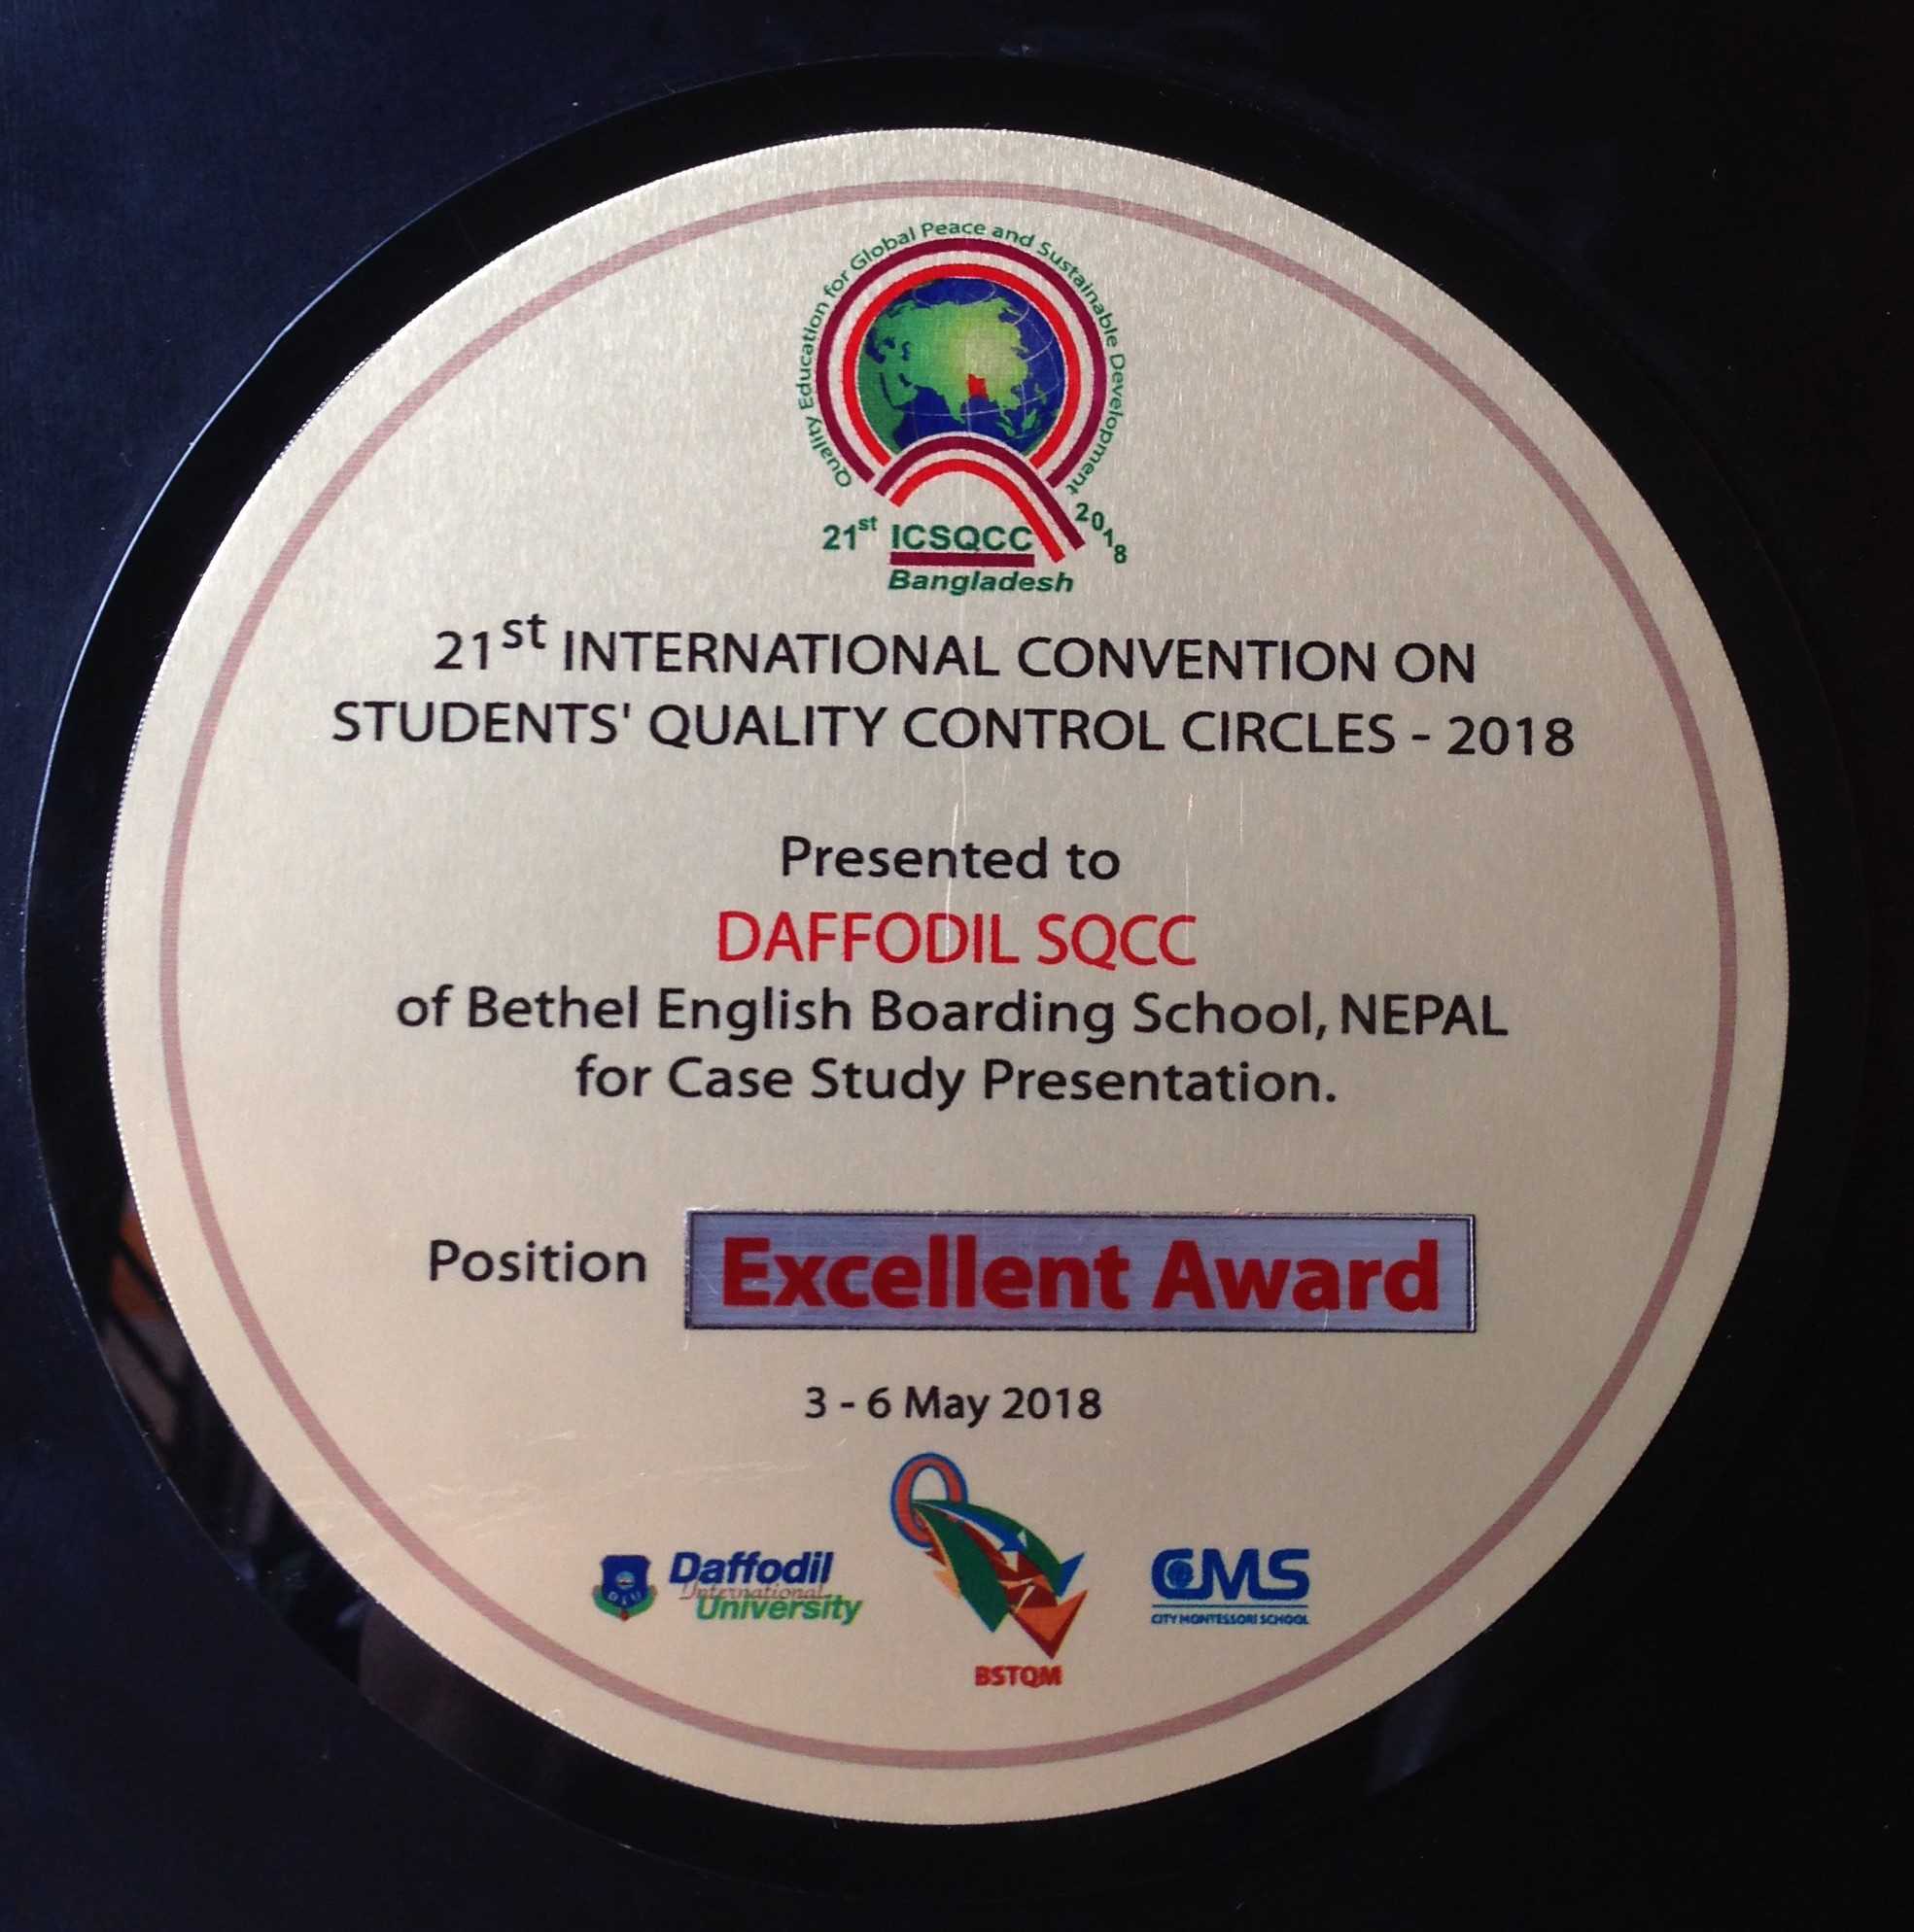 Quality Education for Global Peace and Sustainable Development
2018
21st ICSQCC
Bangladesh
21st INTERNATIONAL CONVENTION ON
STUDENTS' QUALITY CONTROL CIRCLES - 2018
Presented to
DAFFODIL SQCC
of Bethel English Boarding School, NEPAL
for Case Study Presentation.
Position Excellent Award
3 - 6 May 2018
DIU
Daffodil
International
University
BSTQM
CMS
CITY MONTESSORI SCHOOL